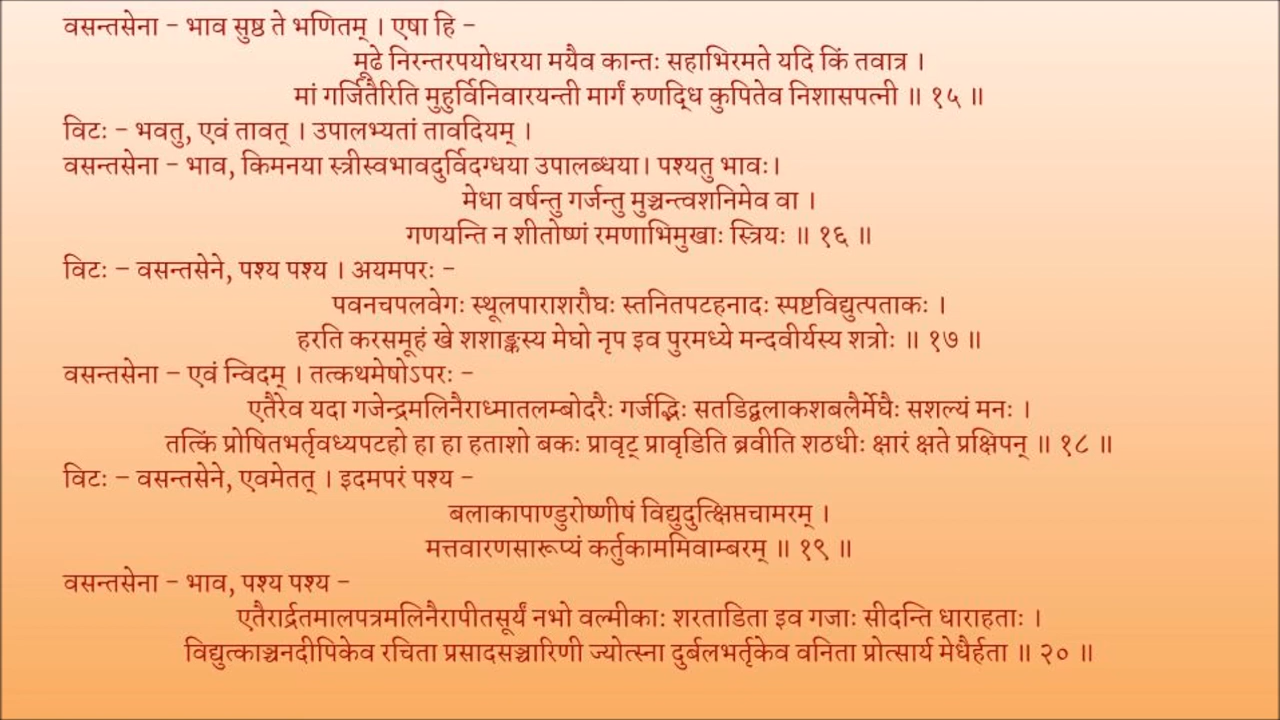 वसन्तसेना – भाव सुष्ठ ते भणितम् । एषा हि –
मूढे निरन्तरपयोधरया मयैव कान्तः सहाभिरमते यदि किं तवात्र ।
मां गर्जितैरिति मुहुर्विनिवारयन्ती मार्गं रुणद्धि कुपितेव निशासपत्नी ॥ १५ ॥
विटः – भवतु, एवं तावत् । उपालभ्यतां तावदियम् ।
वसन्तसेना – भाव, किमनया स्त्रीस्वभावदुर्विदग्धया उपालब्धया। पश्यतु भावः।
मेधा वर्षन्तु गर्जन्तु मुञ्चन्त्वशनिमेव वा ।
गणयन्ति न शीतोष्णं रमणाभिमुखाः स्त्रियः ॥ १६ ॥
विटः – वसन्तसेने, पश्य पश्य । अयमपरः –
पवनचपलवेगः स्थूलपाराशरौघः स्तनितपटहनादः स्पष्टविद्युत्पताकः ।
हरति करसमूहं खे शशाङ्कस्य मेघो नृप इव पुरमध्ये मन्दवीर्यस्य शत्रोः ॥ १७ ॥
वसन्तसेना – एवं न्विदम् । तत्कथमेषोऽपरः –
एतैरेव यदा गजेन्द्रमलिनैराध्मातलम्बोदरैः गर्जद्भिः सतडिद्बलाकशबलैर्मेघैः सशल्यं मनः ।
तत्किं प्रोषितभर्तृवध्यपटहो हा हा हताशो बकः प्रावृट् प्रावृडिति ब्रवीति शठधीः क्षारं क्षते प्रक्षिपन् ॥ १८ ॥
विटः – वसन्तसेने, एवमेतत् । इदमपरं पश्य –
बलाकापाण्डुरोष्णीषं विद्युदुत्क्षिप्तचामरम् ।
मत्तवारणसारूप्यं कर्तुकाममिवाम्बरम् ॥ १९ ॥
वसन्तसेना – भाव, पश्य पश्य –
एतैरार्द्रतमालपत्रमलिनैरापीतसूर्यं नभो वल्मीकाः शरताडिता इव गजाः सीदन्ति धाराहताः ।
विद्युत्काञ्चनदीपिकेव रचिता प्रसादसञ्चारिणी ज्योत्स्ना दुर्बलभर्तृकेव वनिता प्रोत्सार्य मेधैर्हता ॥ २० ॥